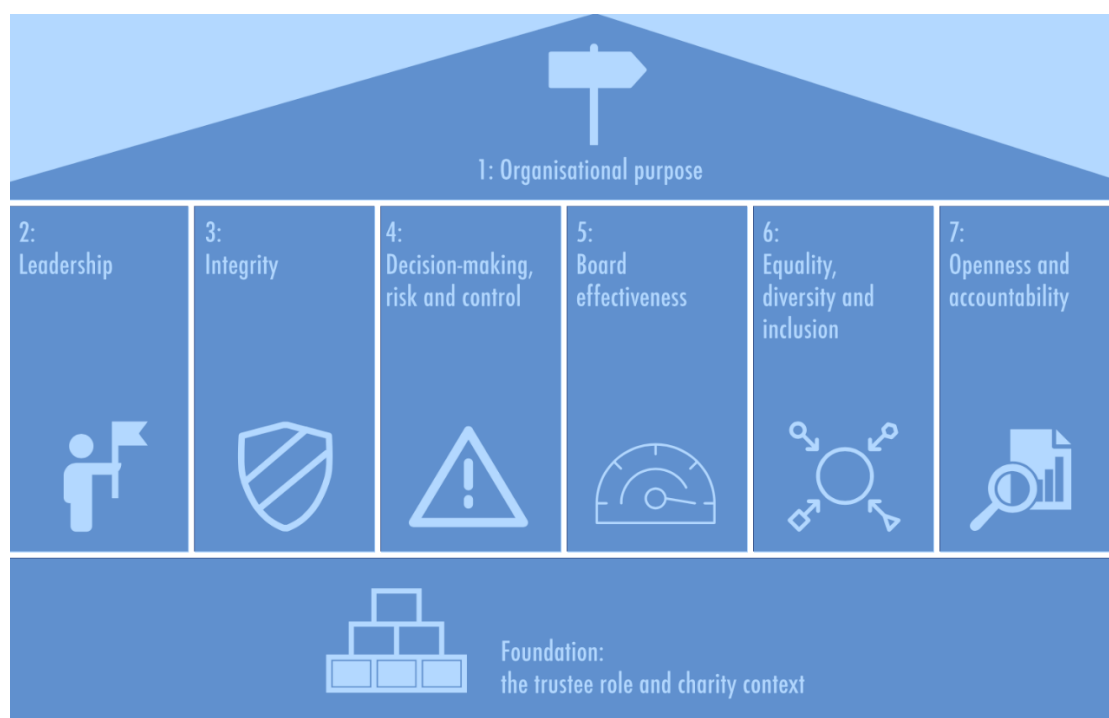 1: Organisational purpose
2:
Leadership
3:
Integrity
4:
Decision-making,
risk and control
5:
Board
effectiveness
6:
Equality,
diversity and
inclusion
7:
Openness and
accountability
Foundation:
the trustee role and charity context